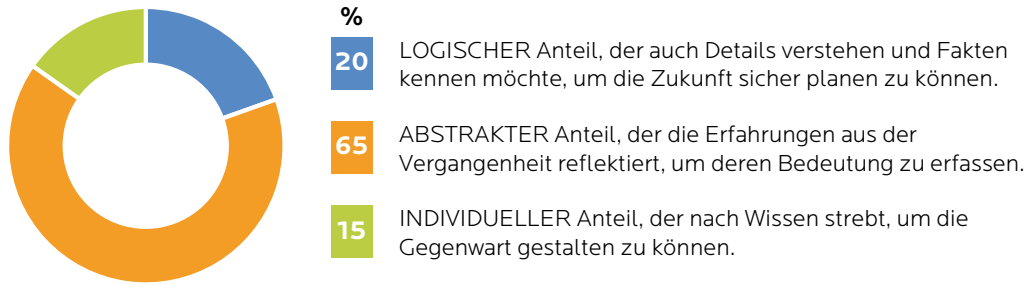 %
20 LOGISCHER Anteil, der auch Details verstehen und Fakten
kennen möchte, um die Zukunft sicher planen zu können.
65 ABSTRAKTER Anteil, der die Erfahrungen aus der
Vergangenheit reflektiert, um deren Bedeutung zu erfassen.
15 INDIVIDUELLER Anteil, der nach Wissen strebt, um die
Gegenwart gestalten zu können.